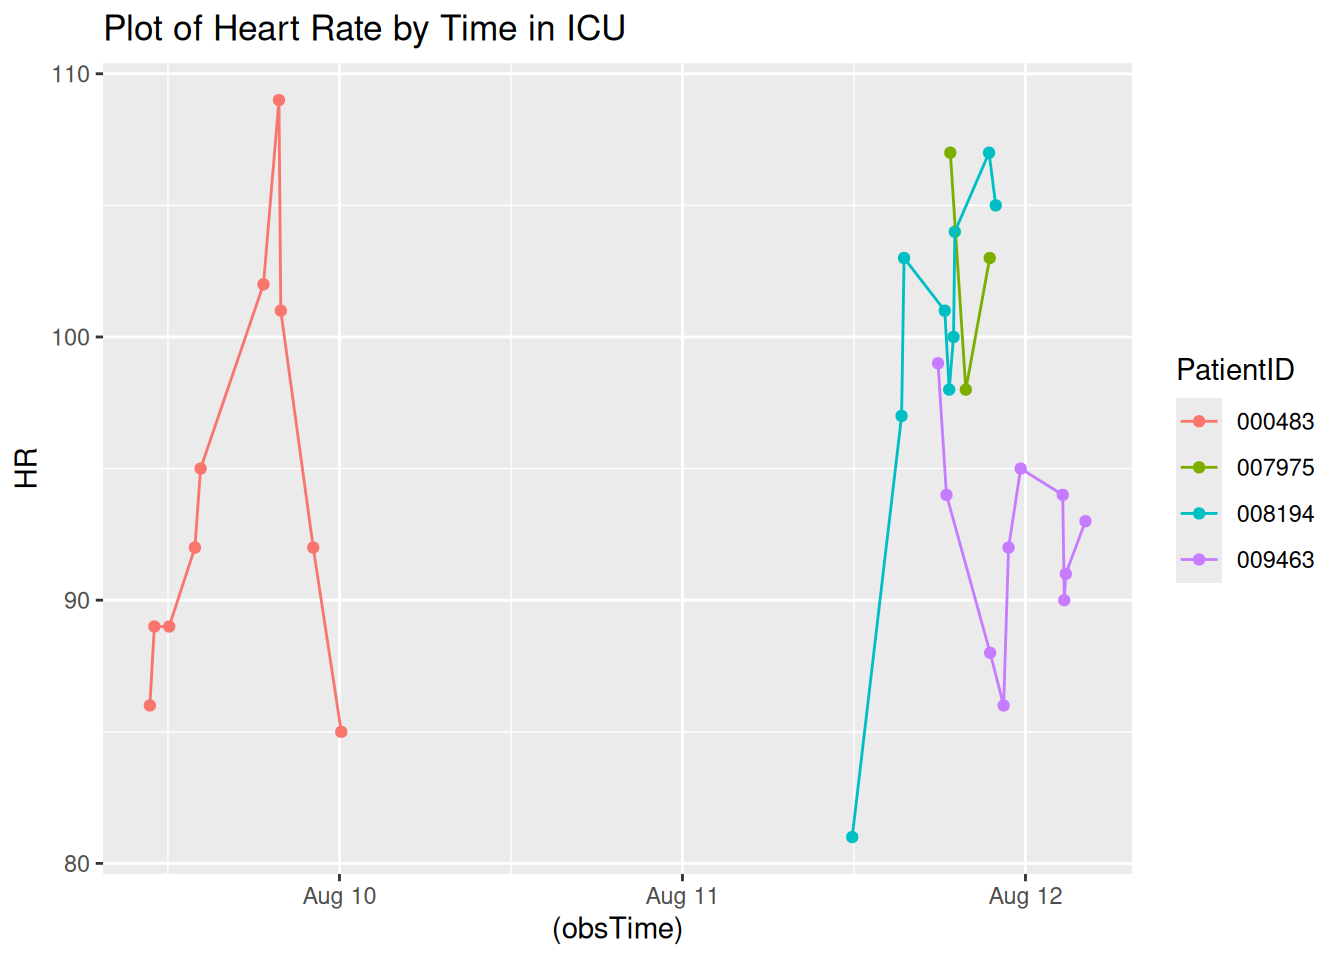 Plot of Heart Rate by Time in ICU
110
100
90
80
HR
Aug 10
Aug 11
Aug 12
(obsTime)
PatientID
000483
007975
008194
009463